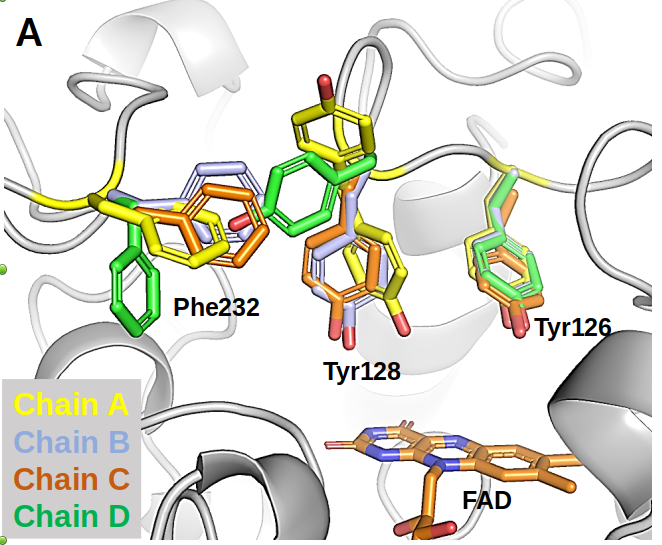 A
Phe232
Tyr126
Tyr128
Chain A
Chain B
Chain C
Chain D
FAD